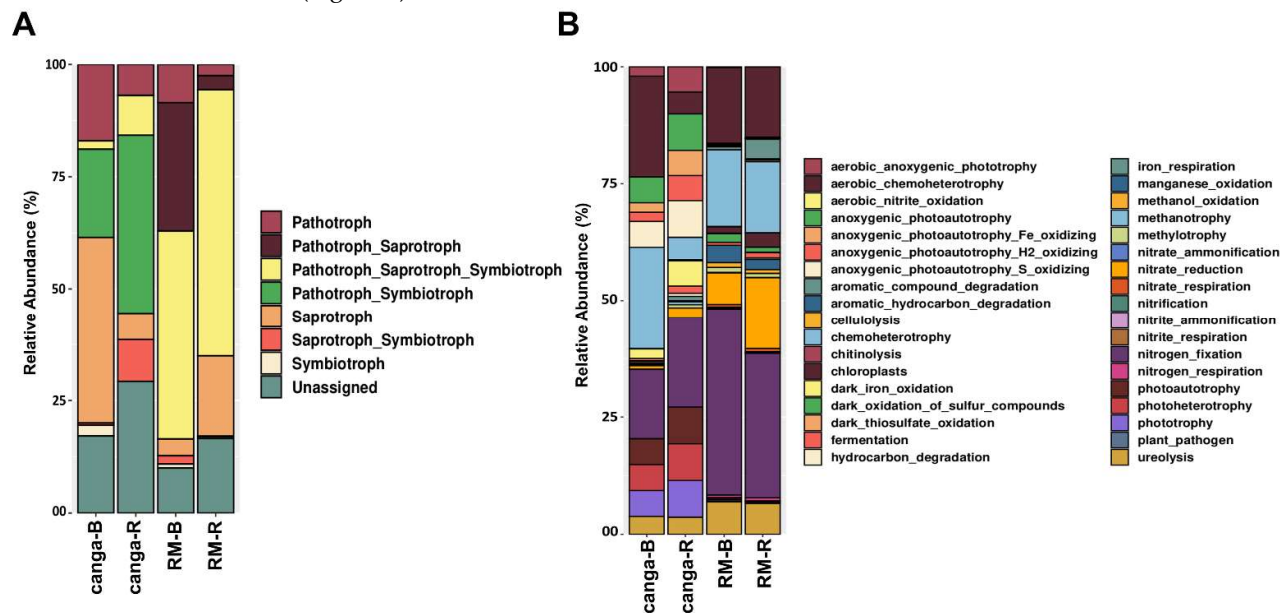 A
B
Relative Abundance (%)
100
75
50
25
00
canga-B
canga-R
RM-B
RM-R
Pathotroph
Pathotroph_Saprotroph
Pathotroph_Saprotroph_Symbiotroph
Pathotroph_Symbiotroph
Saprotroph
Saprotroph_Symbiotroph
Symbiotroph
Unassigned
Relative Abundance (%)
100
75
50
25
00
canga-B
canga-R
RM-B
RM-R
aerobic_anoxygenic_phototrophy
aerobic_chemoheterotrophy
aerobic_nitrite_oxidation
anoxygenic_photoautotrophy
anoxygenic_photoautotrophy_Fe_oxidizing
anoxygenic_photoautotrophy_H2_oxidizing
anoxygenic_photoautotrophy_S_oxidizing
aromatic_compound_degradation
aromatic_hydrocarbon_degradation
cellulolysis
chemoheterotrophy
chitinolysis
chloroplasts
dark_iron_oxidation
dark_oxidation_of_sulfur_compounds
dark_thiosulfate_oxidation
fermentation
hydrocarbon_degradation
iron_respiration
manganese_oxidation
methanol_oxidation
methanotrophy
methylotrophy
nitrate_ammonification
nitrate_reduction
nitrate_respiration
nitrification
nitrite_ammonification
nitrite_respiration
nitrogen_fixation
nitrogen_respiration
photoautotrophy
photoheterotrophy
phototrophy
plant_pathogen
ureolysis